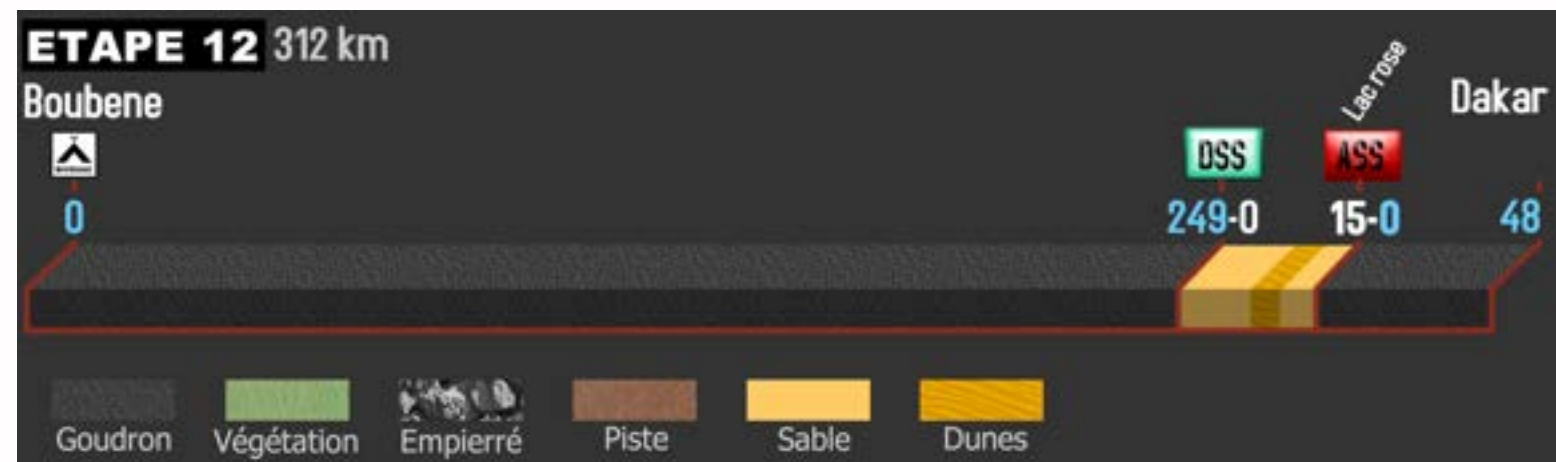 ETAPE 12 312 km
Boubene Lac rose Dakar
DSS ASS
0 249-0 15-0 48
Goudron Végétation Empierré Piste Sable Dunes